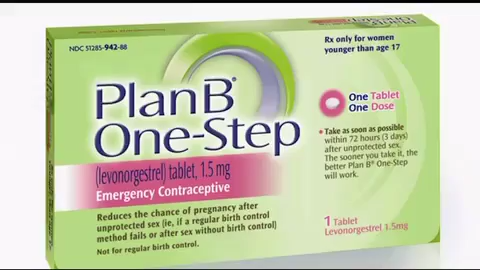 NDC 51285-942-88
Rx only for women
younger than age 17
Plan B®
One-Step
(levonorgestrel) tablet, 1.5 mg
Emergency Contraceptive
Reduces the chance of pregnancy after
unprotected sex (ie, if a regular birth control
method fails or after sex without birth control)
Not for regular birth control.
One Tablet
One Dose
• Take as soon as possible
within 72 hours (3 days)
after unprotected sex.
The sooner you take it, the
better Plan B® One-Step
will work.
1 Tablet
Levonorgestrel 1.5mg